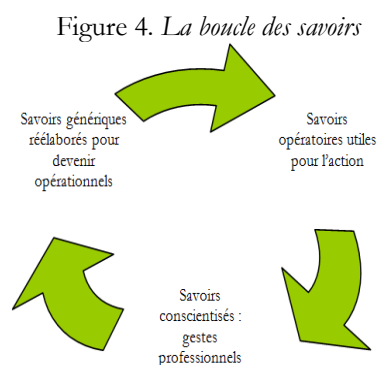 Figure 4. La boucle des savoirs
Savoirs génériques
réélaborés pour
devenir
opérationnels
Savoirs
opératoires utiles
pour l'action
Savoirs
conscientisés :
gestes
professionnels